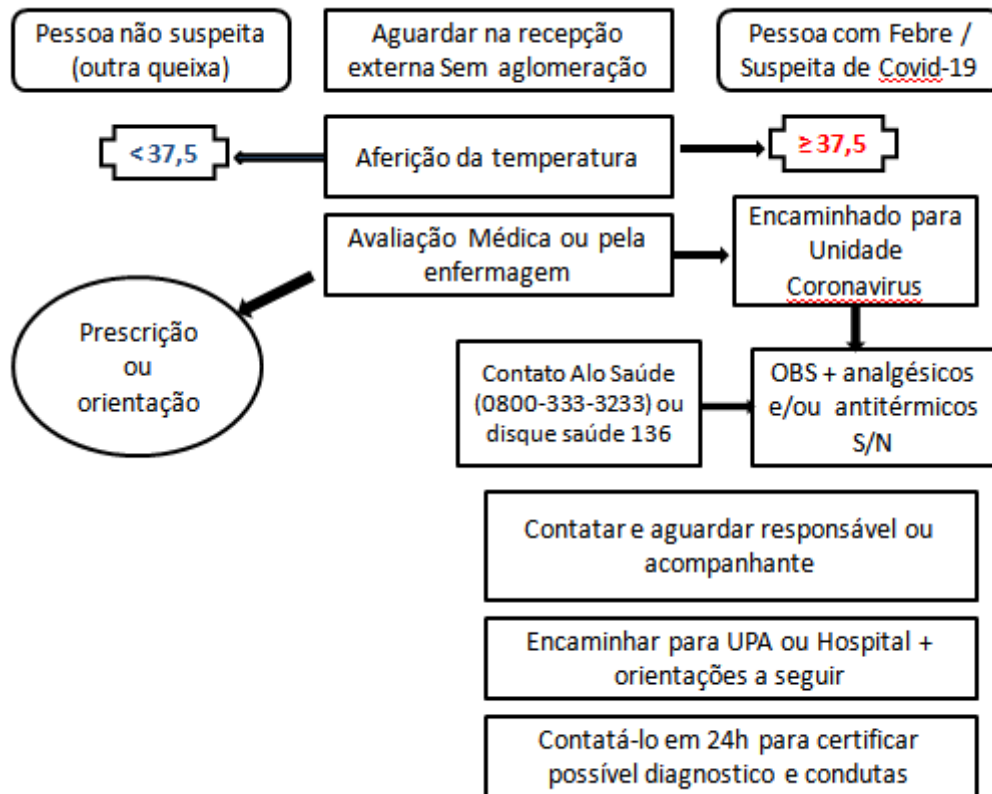 Pessoa não suspeita
(outra queixa)
Aguardar na recepção
externa Sem aglomeração
Pessoa com Febre /
Suspeita de Covid-19
< 37,5
Aferição da temperatura
≥ 37,5
Avaliação Médica ou pela
enfermagem
Encaminhado para
Unidade
Coronavirus
Prescrição
ou
orientação
Contato Alo Saúde
(0800-333-3233) ou
disque saúde 136
OBS + analgésicos
e/ou antitérmicos
S/N
Contatar e aguardar responsável ou
acompanhante
Encaminhar para UPA ou Hospital +
orientações a seguir
Contatá-lo em 24h para certificar
possível diagnostico e condutas